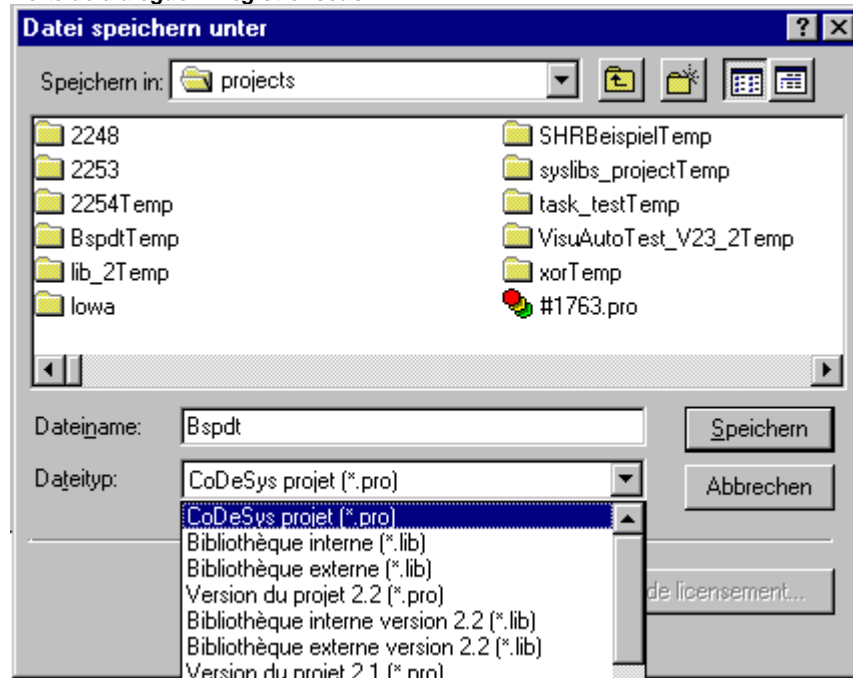 Datei speichern unter
Speichern in: projects
2248
2253
2254Temp
BspdtTemp
lib_2Temp
Iowa
SHRBeispielTemp
syslibs_projectTemp
task_testTemp
VisuAutoTest_V23_2Temp
xorTemp
#1763.pro
Dateiname: Bspdt Speichern
Dateityp: CoDeSys projet (*.pro) Abbrechen
CoDeSys projet (*.pro)
Bibliothèque interne (*.lib)
Bibliothèque externe (*.lib)
Version du projet 2.2 (*.pro)
de licensement...
Bibliothèque interne version 2.2 (*.lib)
Bibliothèque externe version 2.2 (*.lib)
Version du projet 2.1 (*.pro)